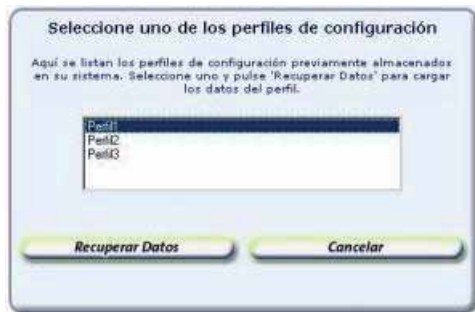 Seleccione uno de los perfiles de configuración
Aquí se listan los perfiles de configuración previamente almacenados
en su sistema. Seleccione uno y pulse 'Recuperar Datos' para cargar
los datos del perfil.
Perfil1
Perfil2
Perfil3
Recuperar Datos
Cancelar